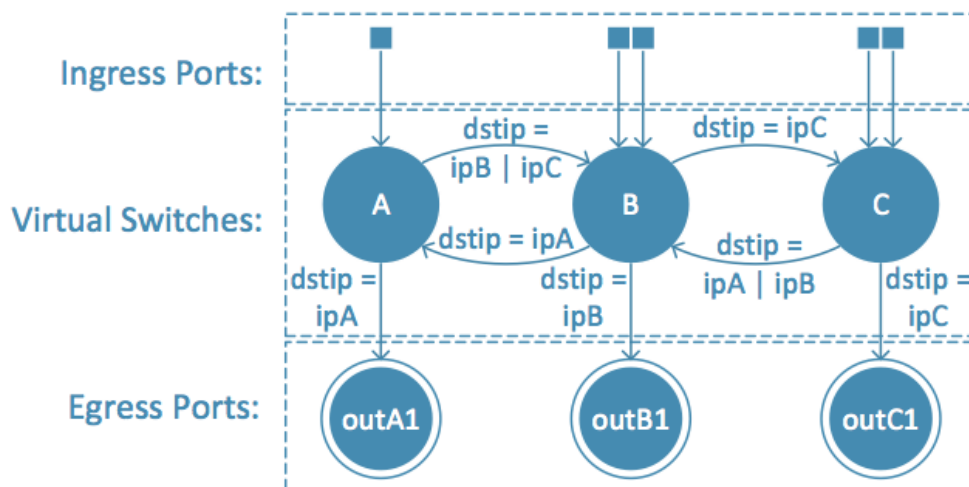 Ingress Ports:
dstip =
ipB | ipC
dstip = ipC
Virtual Switches:
A
B
C
dstip = ipA
dstip =
ipA | ipB
dstip =
ipA
dstip =
ipB
dstip =
ipC
Egress Ports:
outA1
outB1
outC1